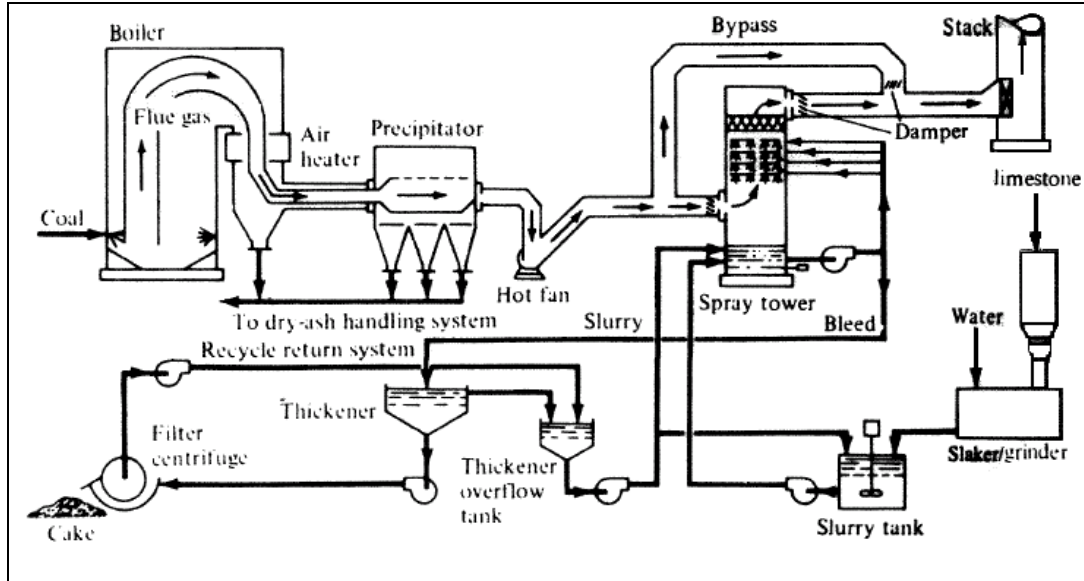 Boiler
Bypass
Stack
Flue gas
Air
heater
Precipitator
Damper
Jimestone
Coal
Hot fan
Spray tower
To dry-ash handling system
Slurry
Bleed
Water
Recycle return system
Thickener
Filter
centrifuge
Thickener
overflow
tank
Slaker/grinder
Slurry tank
Cake